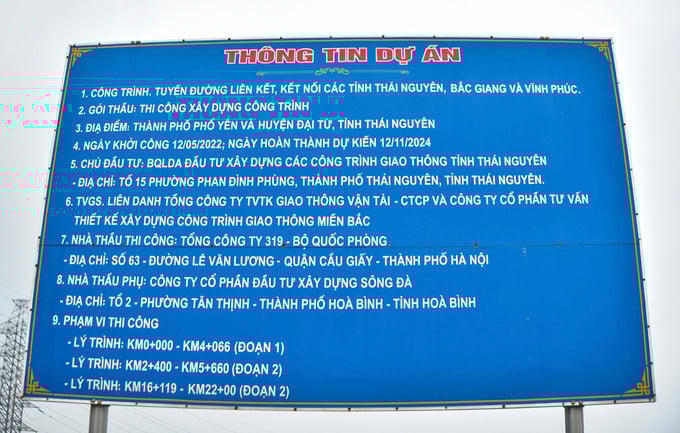 THÔNG TIN DỰ ÁN
1. CÔNG TRÌNH. TUYẾN ĐƯỜNG LIÊN KẾT, KẾT NỐI CÁC TỈNH THÁI NGUYÊN, BẮC GIANG VÀ VĨNH PHÚC.
2. GÓI THẦU: THI CÔNG XÂY DỰNG CÔNG TRÌNH
3. ĐỊA ĐIỂM: THÀNH PHỐ PHỔ YÊN VÀ HUYỆN ĐẠI TỪ, TỈNH THÁI NGUYÊN
4. NGÀY KHỞI CÔNG 12/05/2022; NGÀY HOÀN THÀNH DỰ KIẾN 12/11/2024
5. CHỦ ĐẦU TƯ: BQLDA ĐẦU TƯ XÂY DỰNG CÁC CÔNG TRÌNH GIAO THÔNG TỈNH THÁI NGUYÊN
- ĐỊA CHỈ: TỔ 15 PHƯỜNG PHAN ĐÌNH PHÙNG, THÀNH PHỐ THÁI NGUYÊN, TỈNH THÁI NGUYÊN.
6. TVGS. LIÊN DANH TỔNG CÔNG TY TVTK GIAO THÔNG VẬN TẢI - CTCP VÀ CÔNG TY CỔ PHẦN TƯ VẤN
THIẾT KẾ XÂY DỰNG CÔNG TRÌNH GIAO THÔNG MIỀN BẮC
7. NHÀ THẦU THI CÔNG: TỔNG CÔNG TY 319 - BỘ QUỐC PHÒNG
- ĐỊA CHỈ: SỐ 63 - ĐƯỜNG LÊ VĂN LƯƠNG - QUẬN CẦU GIẤY - THÀNH PHỐ HÀ NỘI
8. NHÀ THẦU PHỤ: CÔNG TY CỔ PHẦN ĐẦU TƯ XÂY DỰNG SÔNG ĐÀ
- ĐỊA CHỈ: TỔ 2 - PHƯỜNG TÂN THỊNH - THÀNH PHỐ HOÀ BÌNH - TỈNH HOÀ BÌNH
9. PHẠM VI THI CÔNG
- LÝ TRÌNH: KM0+000 - KM4+066 (ĐOẠN 1)
- LÝ TRÌNH: KM2+400 - KM5+660 (ĐOẠN 2)
- LÝ TRÌNH: KM16+119 - KM22+00 (ĐOẠN 2)